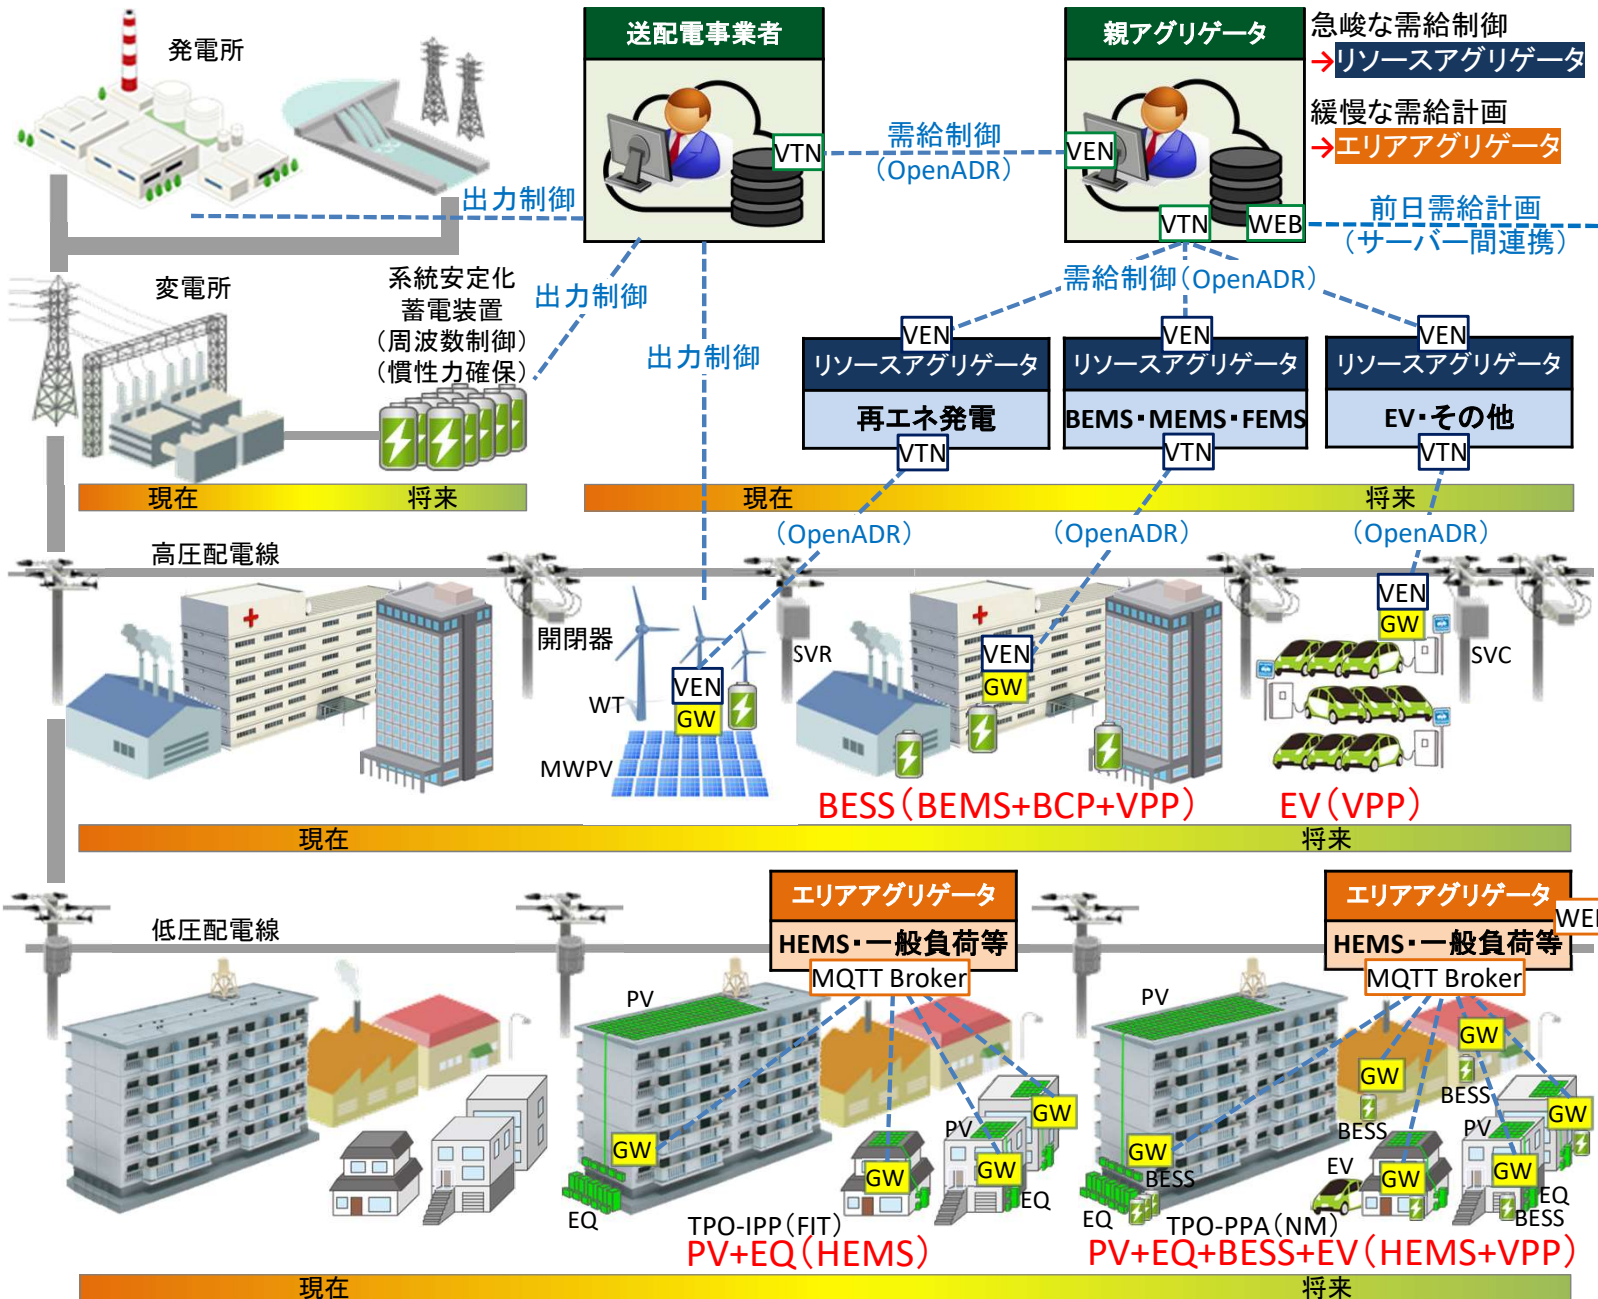 発電所
送配電事業者
親アグリゲータ
急峻な需給制御
→リソースアグリゲータ
緩慢な需給計画
→エリアアグリゲータ
VTN
需給制御
(OpenADR)
VEN
VTN
WEB
前日需給計画
(サーバー間連携)
出力制御
変電所
系統安定化
蓄電装置
(周波数制御)
(慣性力確保)
出力制御
出力制御
需給制御(OpenADR)
VEN
VEN
VEN
リソースアグリゲータ
リソースアグリゲータ
リソースアグリゲータ
再エネ発電
BEMS・MEMS・FEMS
EV・その他
VTN
VTN
VTN
現在
将来
現在
将来
(OpenADR)
(OpenADR)
(OpenADR)
高圧配電線
開閉器
WT
MWPV
VEN
GW
SVR
VEN
GW
VEN
GW
SVC
BESS(BEMS+BCP+VPP)
EV(VPP)
現在
将来
低圧配電線
エリアアグリゲータ
HEMS・一般負荷等
MQTT Broker
エリアアグリゲータ
HEMS・一般負荷等
WEB
MQTT Broker
PV
GW
EQ
GW
PV
GW
GW
EQ
TPO-IPP(FIT)
PV+EQ(HEMS)
PV
GW
BESS
EQ
GW
BESS
GW
BESS
EV
GW
PV
GW
GW
EQ
BESS
TPO-PPA(NM)
PV+EQ+BESS+EV(HEMS+VPP)
現在
将来